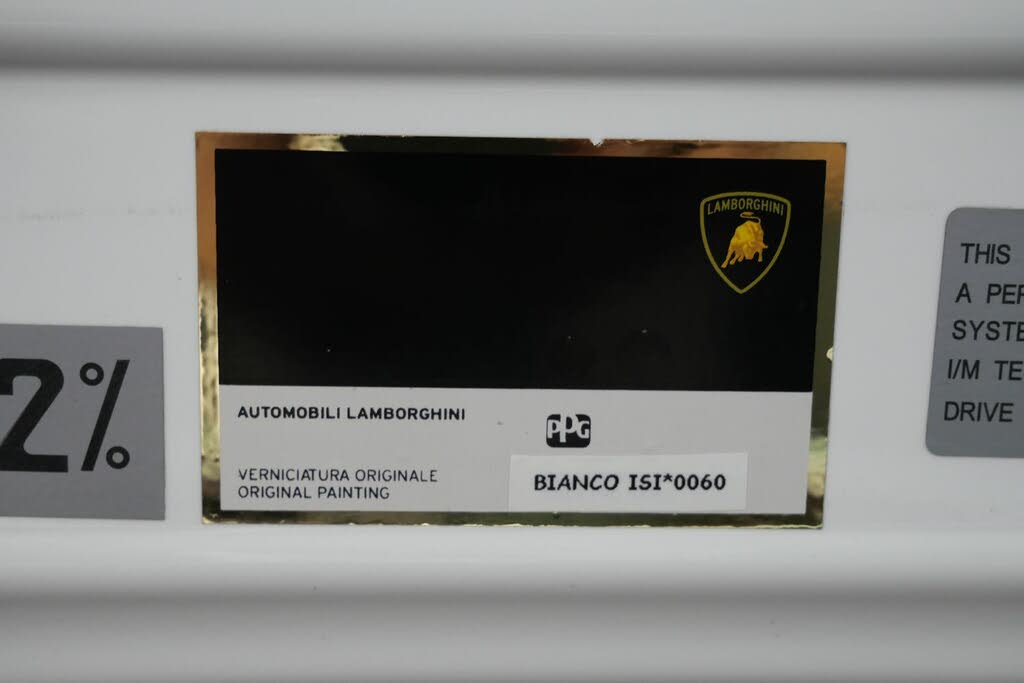 LAMBORGHINI
AUTOMOBILI LAMBORGHINI
PPG
VERNICIATURA ORIGINALE
ORIGINAL PAINTING
BIANCO ISI*0060
2%
THIS
A PER
SYSTE
I/M TE
DRIVE